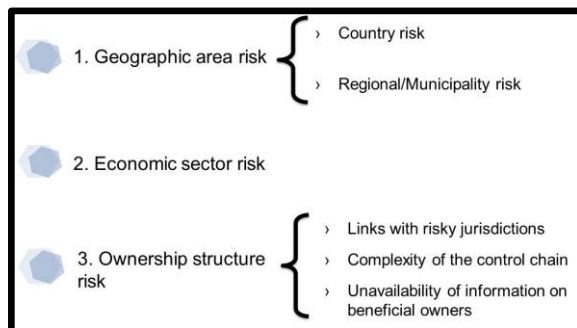 1. Geographic area risk
› Country risk
› Regional/Municipality risk
2. Economic sector risk
3. Ownership structure
risk
› Links with risky jurisdictions
› Complexity of the control chain
› Unavailability of information on
beneficial owners